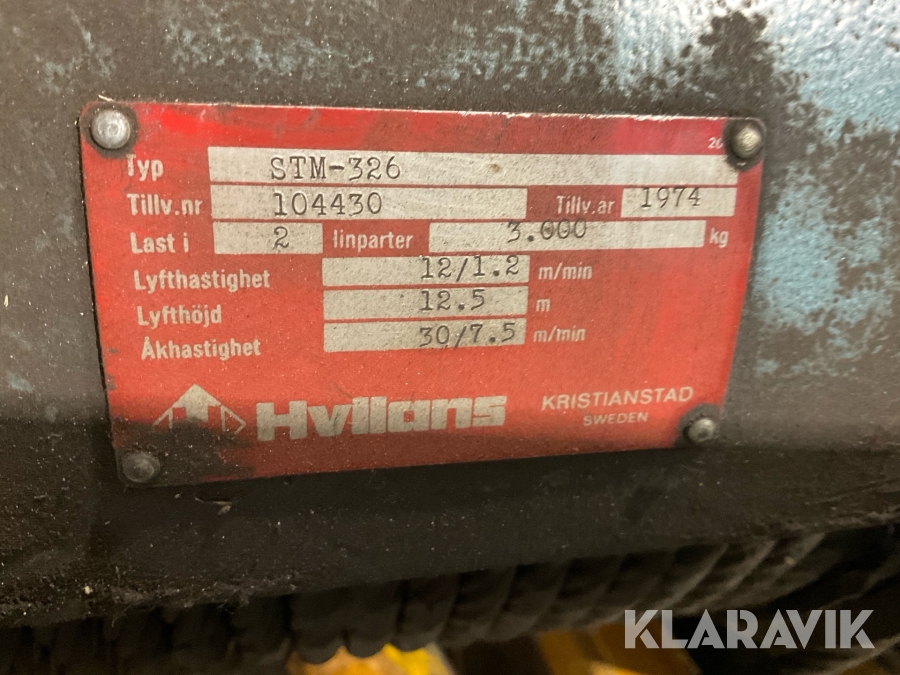 Typ STM-326
Tillv.nr 104430 Tillv.år 1974
Last i 2 linparter 3.000 kg
Lyfthastighet 12/1.2 m/min
Lyfthöjd 12.5 m
Åkhastighet 30/7.5 m/min
Hvilans KRISTIANSTAD
SWEDEN
KLARAVIK